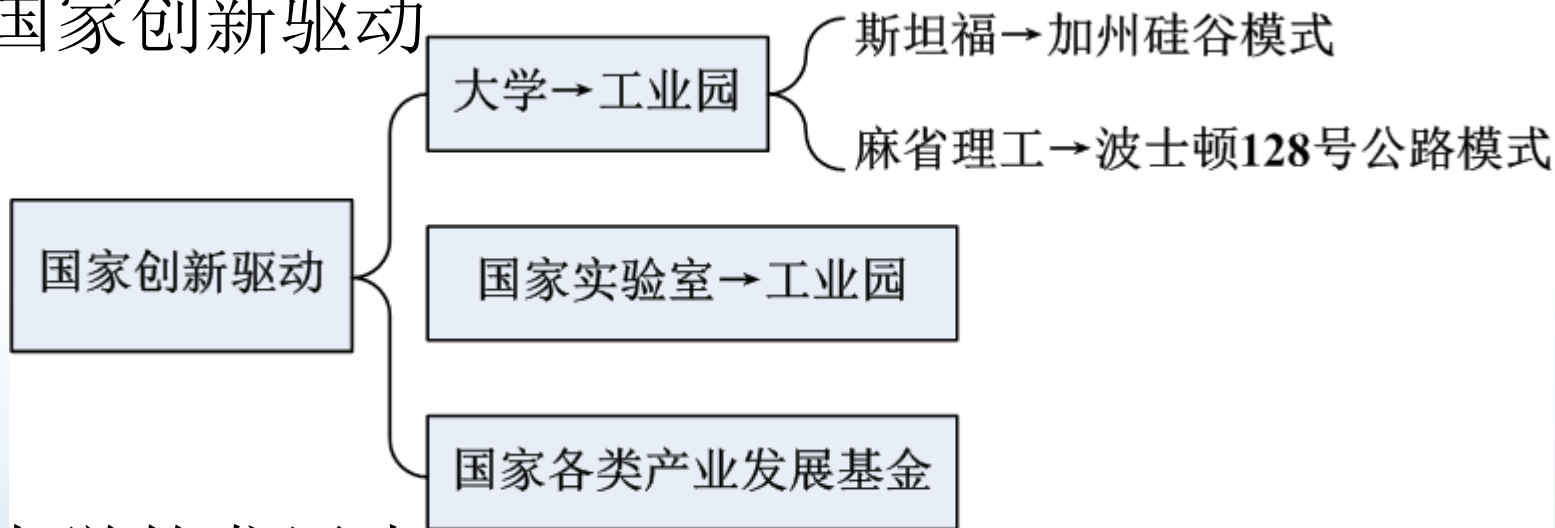 国家创新驱动
大学→工业园
斯坦福→加州硅谷模式
麻省理工→波士顿128号公路模式
国家创新驱动
国家实验室→工业园
国家各类产业发展基金